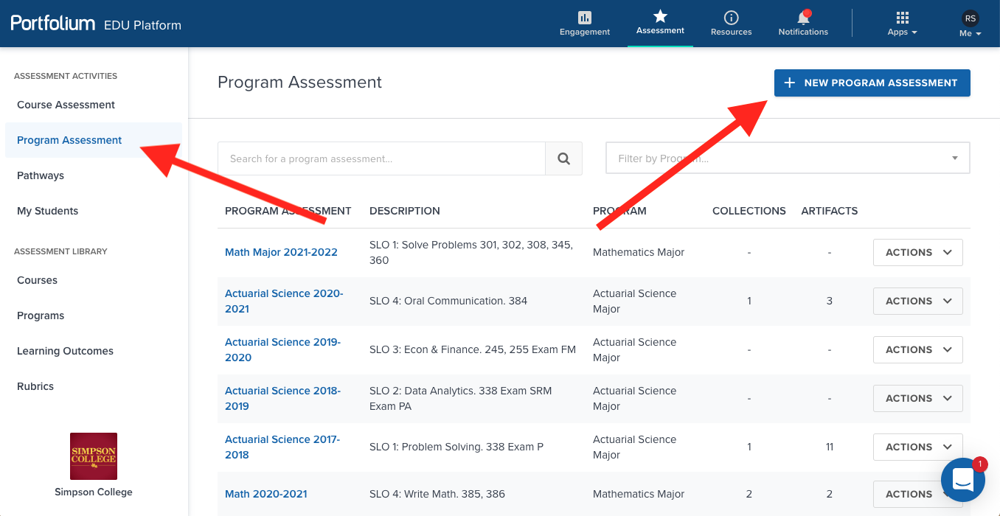 Portfolium EDU Platform
Engagement
Assessment
Resources
Notifications
Apps
RS
Me
ASSESSMENT ACTIVITIES
Course Assessment
Program Assessment
Pathways
My Students
ASSESSMENT LIBRARY
Courses
Programs
Learning Outcomes
Rubrics
SIMPSON
COLLEGE
Simpson College
Program Assessment
NEW PROGRAM ASSESSMENT
Search for a program assessment...
Filter by Program...
PROGRAM ASSESSMENT DESCRIPTION PROGRAM COLLECTIONS ARTIFACTS
Math Major 2021-2022 SLO 1: Solve Problems 301, 302, 308, 345,
360 Mathematics Major - - ACTIONS
Actuarial Science 2020-
2021 SLO 4: Oral Communication. 384 Actuarial Science
Major 1 3 ACTIONS
Actuarial Science 2019-
2020 SLO 3: Econ & Finance. 245, 255 Exam FM Actuarial Science
Major - - ACTIONS
Actuarial Science 2018-
2019 SLO 2: Data Analytics. 338 Exam SRM
Exam PA Actuarial Science
Major - - ACTIONS
Actuarial Science 2017-
2018 SLO 1: Problem Solving. 338 Exam P Actuarial Science
Major 1 11 ACTIONS
Math 2020-2021 SLO 4: Write Math. 385, 386 Mathematics Major 2 2 ACTIONS
1